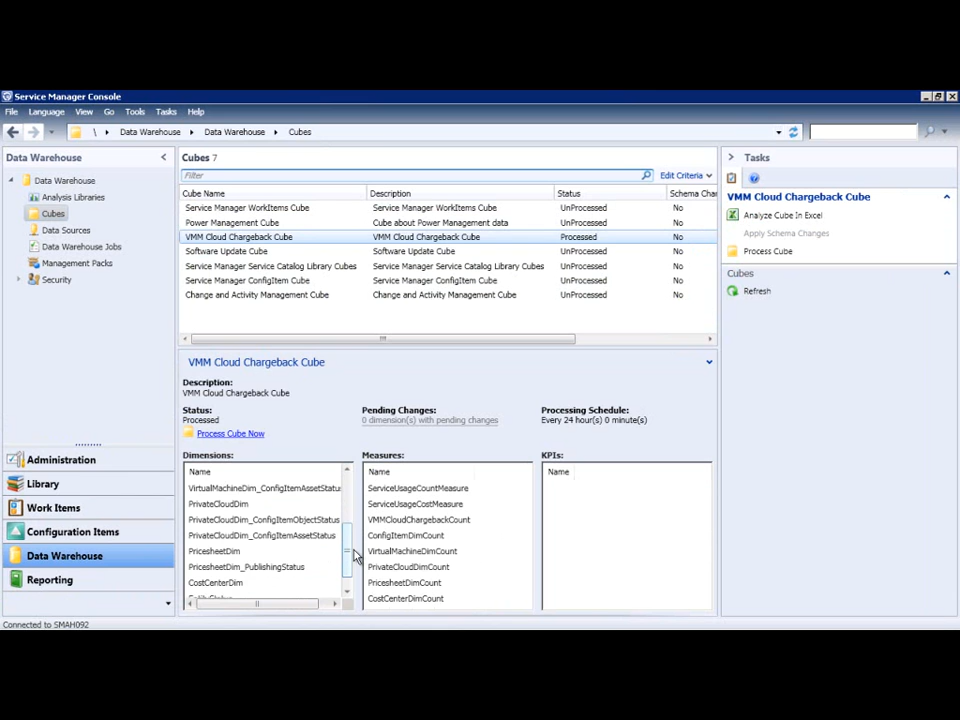 Service Manager Console
File Language View Go Tools Tasks Help
\ Data Warehouse Data Warehouse Cubes
Data Warehouse
Data Warehouse
Analysis Libraries
Cubes
Data Sources
Data Warehouse Jobs
Management Packs
Security
Administration
Library
Work Items
Configuration Items
Data Warehouse
Reporting
Connected to SMAH092
Cubes 7
Filter Edit Criteria
Cube Name Description Status Schema Char
Service Manager WorkItems Cube Service Manager WorkItems Cube UnProcessed No
Power Management Cube Cube about Power Management data UnProcessed No
VMM Cloud Chargeback Cube VMM Cloud Chargeback Cube Processed No
Software Update Cube Software Update Cube UnProcessed No
Service Manager Service Catalog Library Cubes Service Manager Service Catalog Library Cubes UnProcessed No
Service Manager ConfigItem Cube Service Manager ConfigItem Cube UnProcessed No
Change and Activity Management Cube Change and Activity Management Cube UnProcessed No
VMM Cloud Chargeback Cube
Description:
VMM Cloud Chargeback Cube
Status: Pending Changes: Processing Schedule:
Processed 0 dimension(s) with pending changes Every 24 hour(s) 0 minute(s)
Process Cube Now
Dimensions: Measures: KPIs:
Name Name Name
VirtualMachineDim_ConfigItemAssetStatus ServiceUsageCountMeasure
PrivateCloudDim ServiceUsageCostMeasure
PrivateCloudDim_ConfigItemObjectStatus VMMCloudChargebackCount
PrivateCloudDim_ConfigItemAssetStatus ConfigItemDimCount
PricesheetDim VirtualMachineDimCount
PricesheetDim_PublishingStatus PrivateCloudDimCount
CostCenterDim PricesheetDimCount
CostCenterDimCount
Tasks
VMM Cloud Chargeback Cube
Analyze Cube In Excel
Apply Schema Changes
Process Cube
Cubes
Refresh